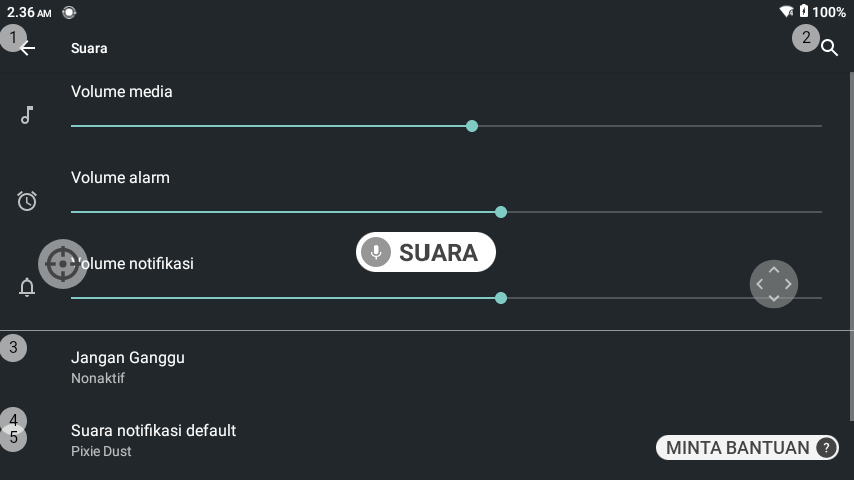 2.36 AM
100%
1
Suara
2
Volume media
Volume alarm
SUARA
Volume notifikasi
3
Jangan Ganggu
Nonaktif
4
5
Suara notifikasi default
Pixie Dust
MINTA BANTUAN ?